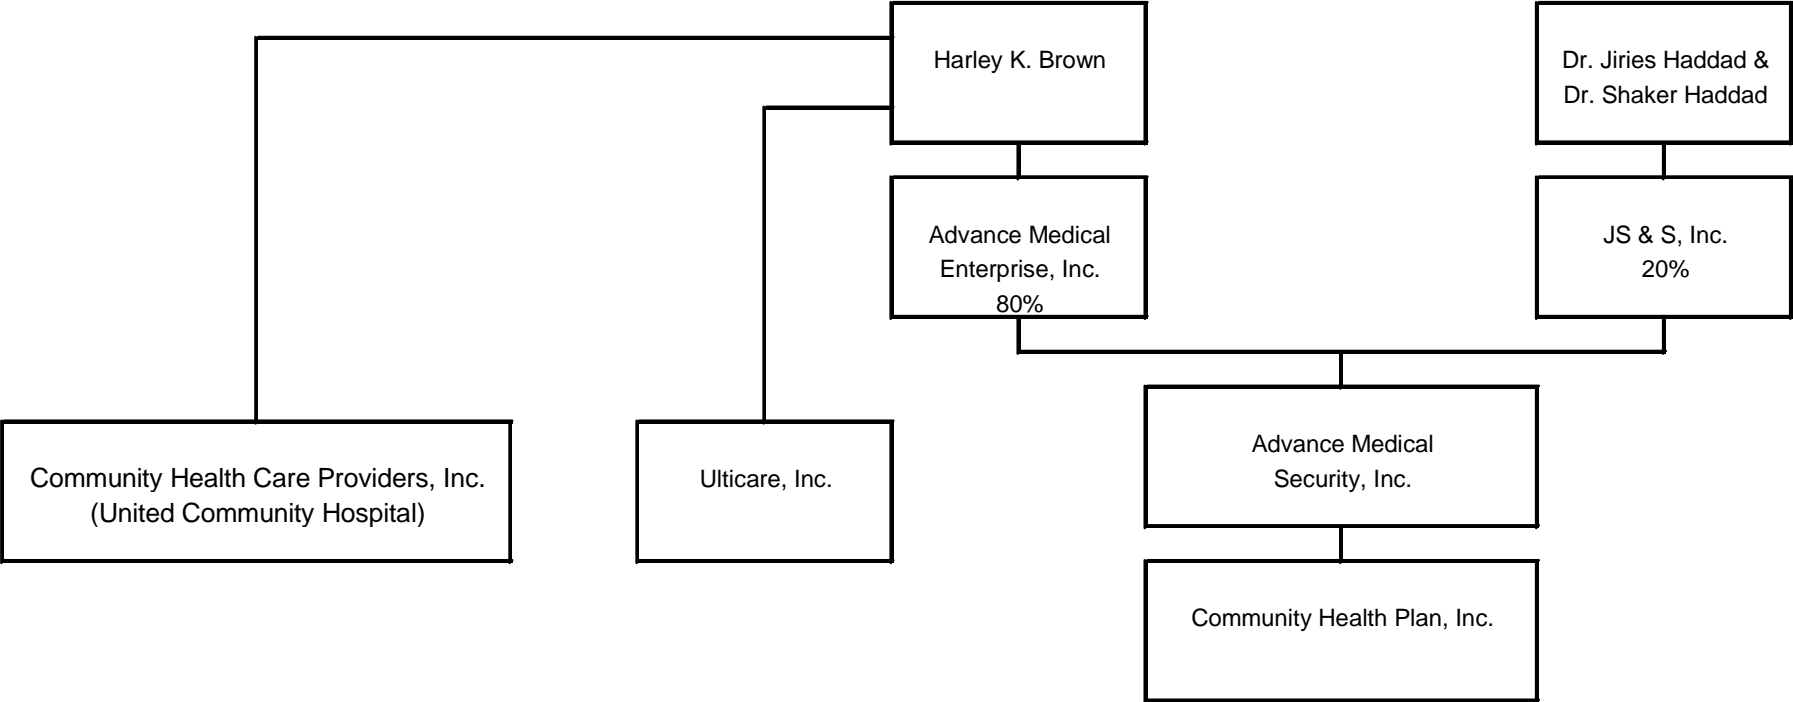 Harley K. Brown
Dr. Jiries Haddad &
Dr. Shaker Haddad
Advance Medical
Enterprise, Inc.
80%
JS & S, Inc.
20%
Community Health Care Providers, Inc.
(United Community Hospital)
Ulticare, Inc.
Advance Medical
Security, Inc.
Community Health Plan, Inc.